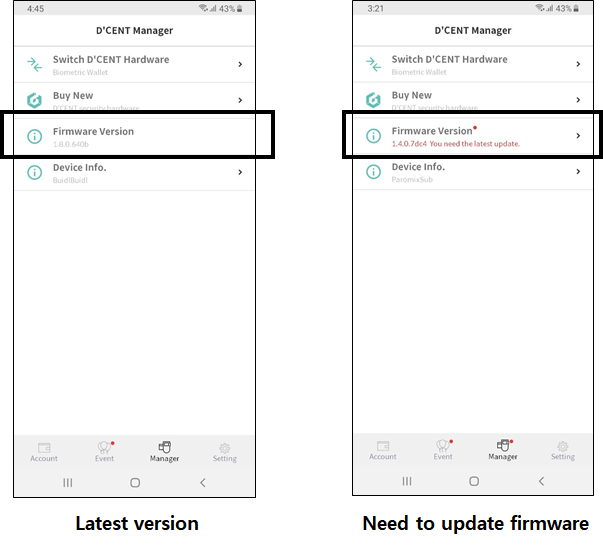 4:45
43%
D'CENT Manager
Switch D'CENT Hardware
Biometric Wallet
Buy New
D'CENT security hardware
Firmware Version
1.8.0.640b
Device Info.
BuidlBuidl
Account
Event
Manager
Setting
Latest version
3:21
43%
D'CENT Manager
Switch D'CENT Hardware
Biometric Wallet
Buy New
D'CENT security hardware
Firmware Version
1.4.0.7dc4 You need the latest update.
Device Info.
ParomixSub
Account
Event
Manager
Setting
Need to update firmware